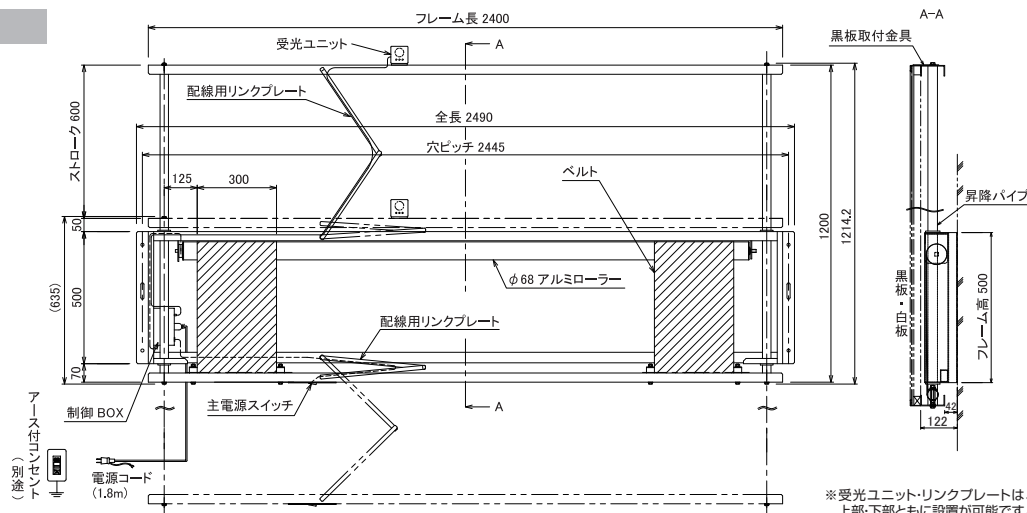 フレーム長 2400
A-A
受光ユニット
A
黒板取付金具
配線用リンクプレート
ストローク 600
全長 2490
穴ピッチ 2445
125
300
ベルト
昇降パイプ
50
1200
1214.2
(635)
500
φ68 アルミローラー
黒板・白板
フレーム高 500
配線用リンクプレート
70
主電源スイッチ
A
制御 BOX
42
122
アース付コンセント
(別途)
電源コード
(1.8m)
※受光ユニット・リンクプレートは、
上部・下部ともに設置が可能です